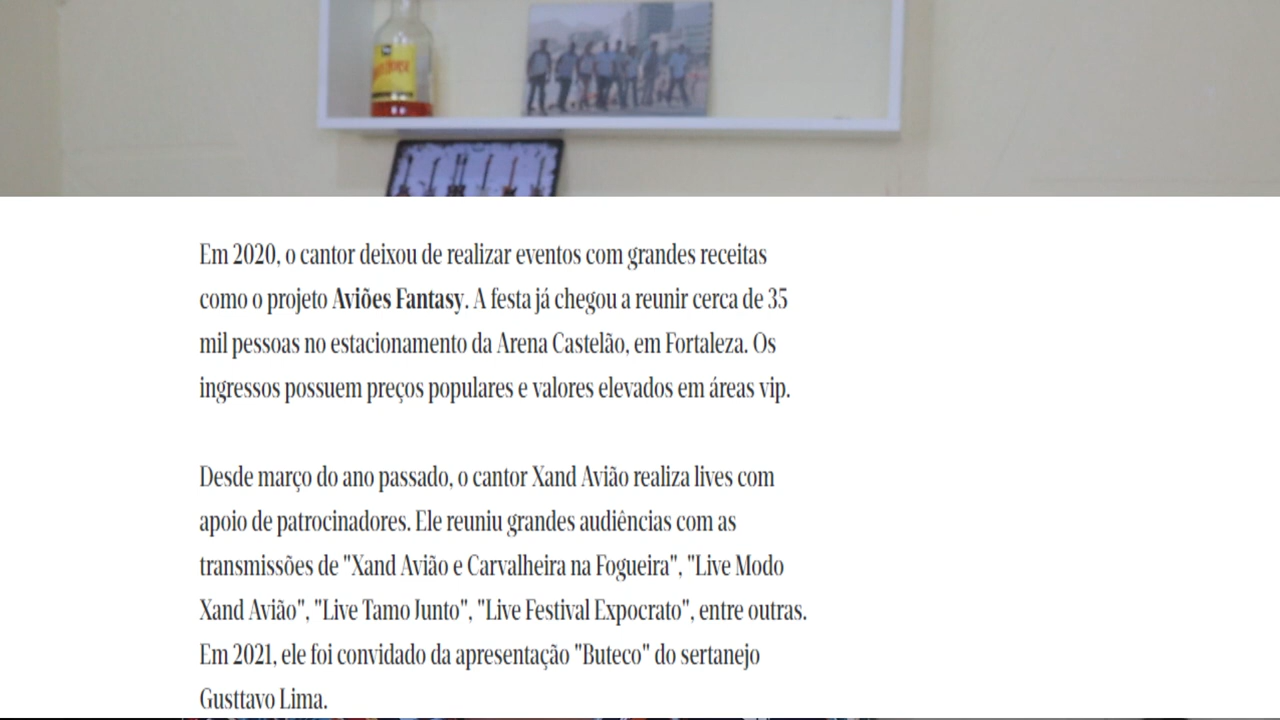 Em 2020, o cantor deixou de realizar eventos com grandes receitas
como o projeto Aviões Fantasy. A festa já chegou a reunir cerca de 35
mil pessoas no estacionamento da Arena Castelão, em Fortaleza. Os
ingressos possuem preços populares e valores elevados em áreas vip.
Desde março do ano passado, o cantor Xand Avião realiza lives com
apoio de patrocinadores. Ele reuniu grandes audiências com as
transmissões de "Xand Avião e Carvalheira na Fogueira", "Live Modo
Xand Avião", "Live Tamo Junto", "Live Festival Expocrato", entre outras.
Em 2021, ele foi convidado da apresentação "Buteco" do sertanejo
Gusttavo Lima.